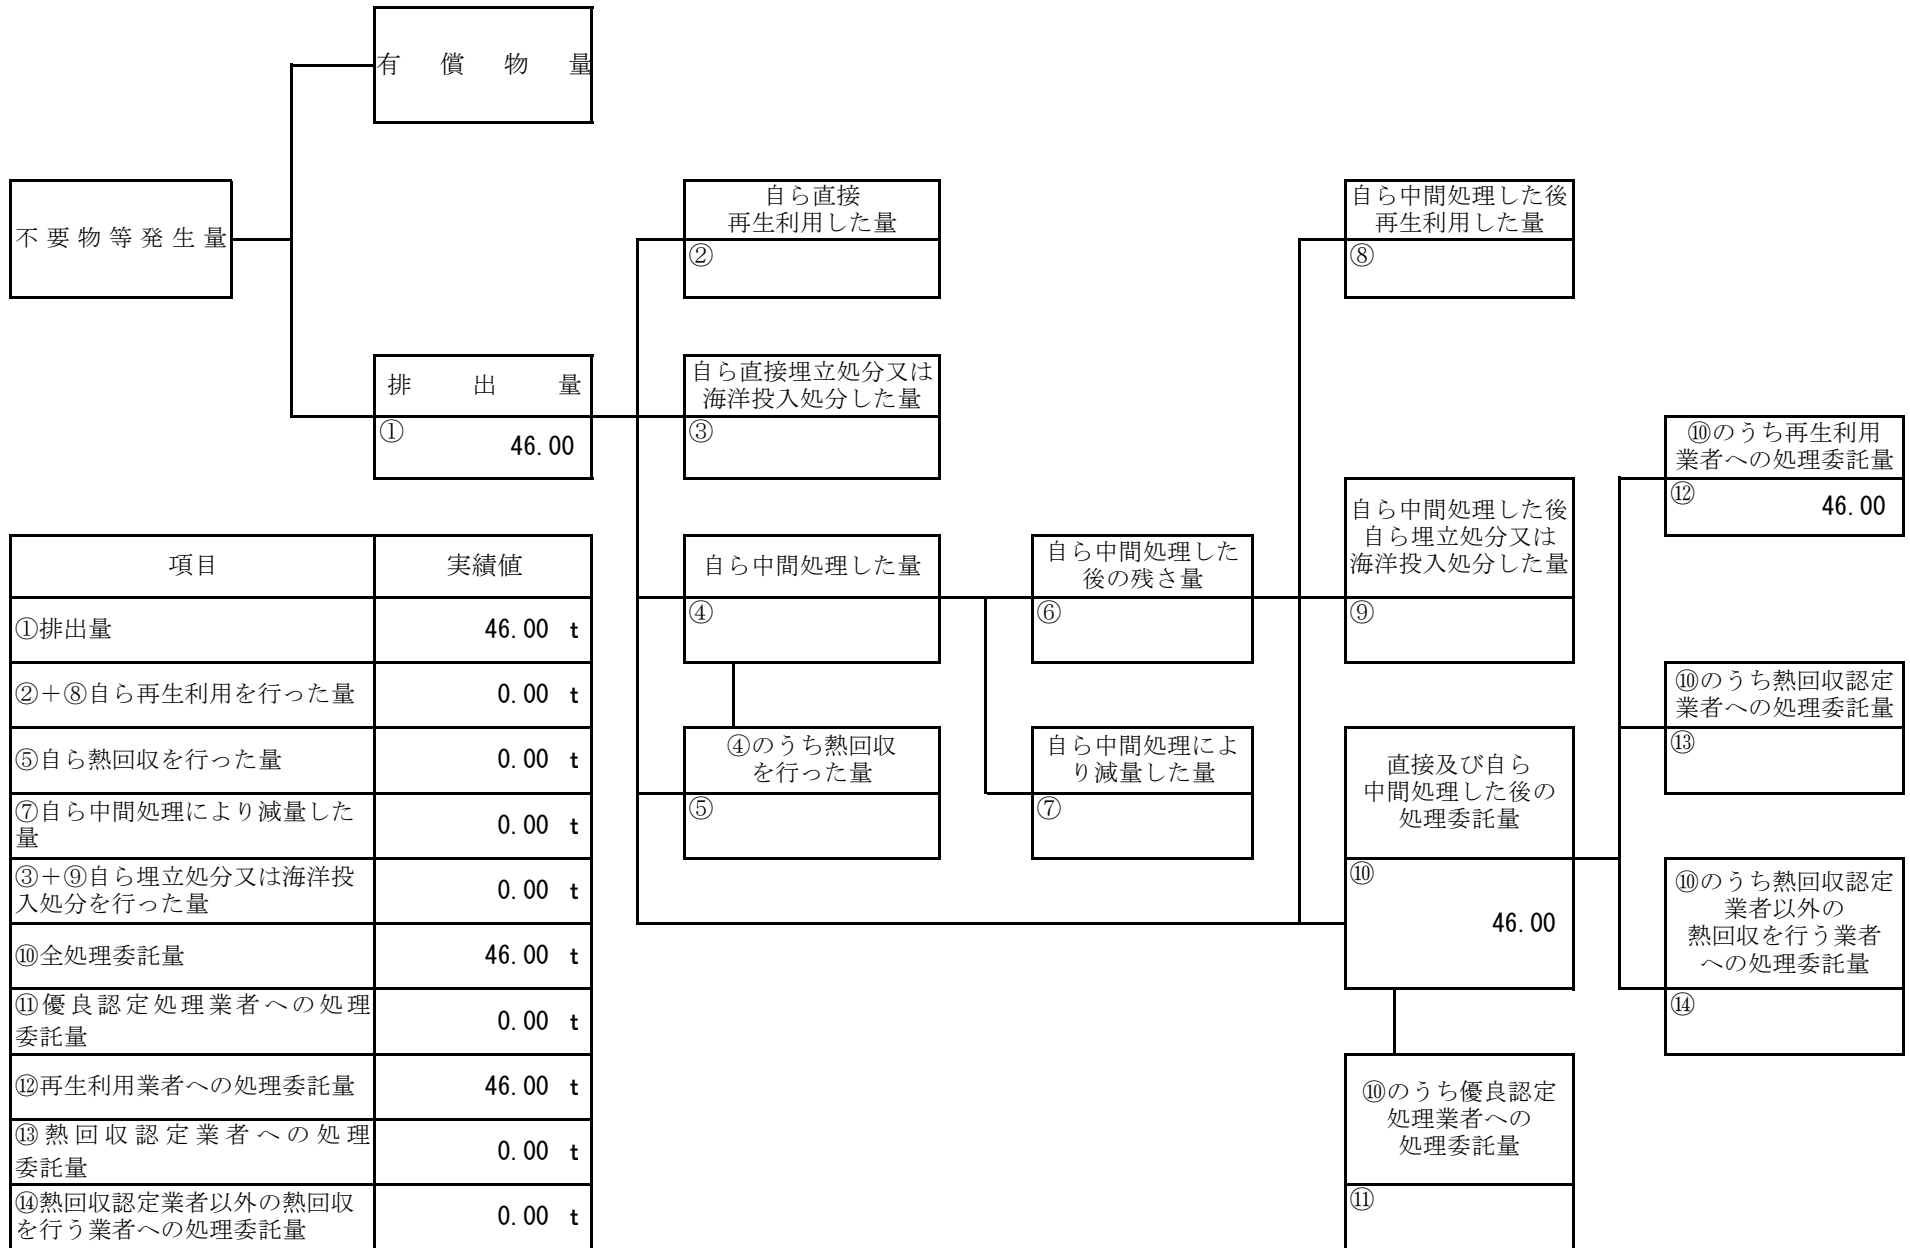 有償物量
不要物等発生量
排出量
①
46.00
自ら直接
再生利用した量
②
自ら直接埋立処分又は
海洋投入処分した量
③
自ら中間処理した量
④
④のうち熱回収
を行った量
⑤
自ら中間処理した
後の残さ量
⑥
自ら中間処理によ
り減量した量
⑦
自ら中間処理した後
再生利用した量
⑧
自ら中間処理した後
自ら埋立処分又は
海洋投入処分した量
⑨
直接及び自ら
中間処理した後の
処理委託量
⑩
46.00
⑩のうち優良認定
処理業者への
処理委託量
⑪
⑩のうち再生利用
業者への処理委託量
⑫
46.00
⑩のうち熱回収認定
業者への処理委託量
⑬
⑩のうち熱回収認定
業者以外の
熱回収を行う業者
への処理委託量
⑭
項目 実績値
①排出量 46.00 t
②＋⑧自ら再生利用を行った量 0.00 t
⑤自ら熱回収を行った量 0.00 t
⑦自ら中間処理により減量した
量 0.00 t
③＋⑨自ら埋立処分又は海洋投
入処分を行った量 0.00 t
⑩全処理委託量 46.00 t
⑪優良認定処理業者への処理
委託量 0.00 t
⑫再生利用業者への処理委託量 46.00 t
⑬熱回収認定業者への処理
委託量 0.00 t
⑭熱回収認定業者以外の熱回収
を行う業者への処理委託量 0.00 t